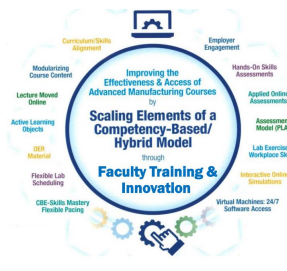 Curriculum/Skills
Alignment
Employer
Engagement
Modularizing
Course Content
Hands-On Skills
Assessments
Lecture Moved
Online
Applied Online
Assessments
Active Learning
Objects
Assessment
Model (PLA
OER
Material
Lab Exercise
Workplace Sk
Flexible Lab
Scheduling
Interactive Online
Simulations
CBE-Skills Mastery
Flexible Pacing
Virtual Machines: 24/7
Software Access
Improving the
Effectiveness & Access of
Advanced Manufacturing Courses
by
Scaling Elements of a
Competency-Based/
Hybrid Model
through
Faculty Training &
Innovation